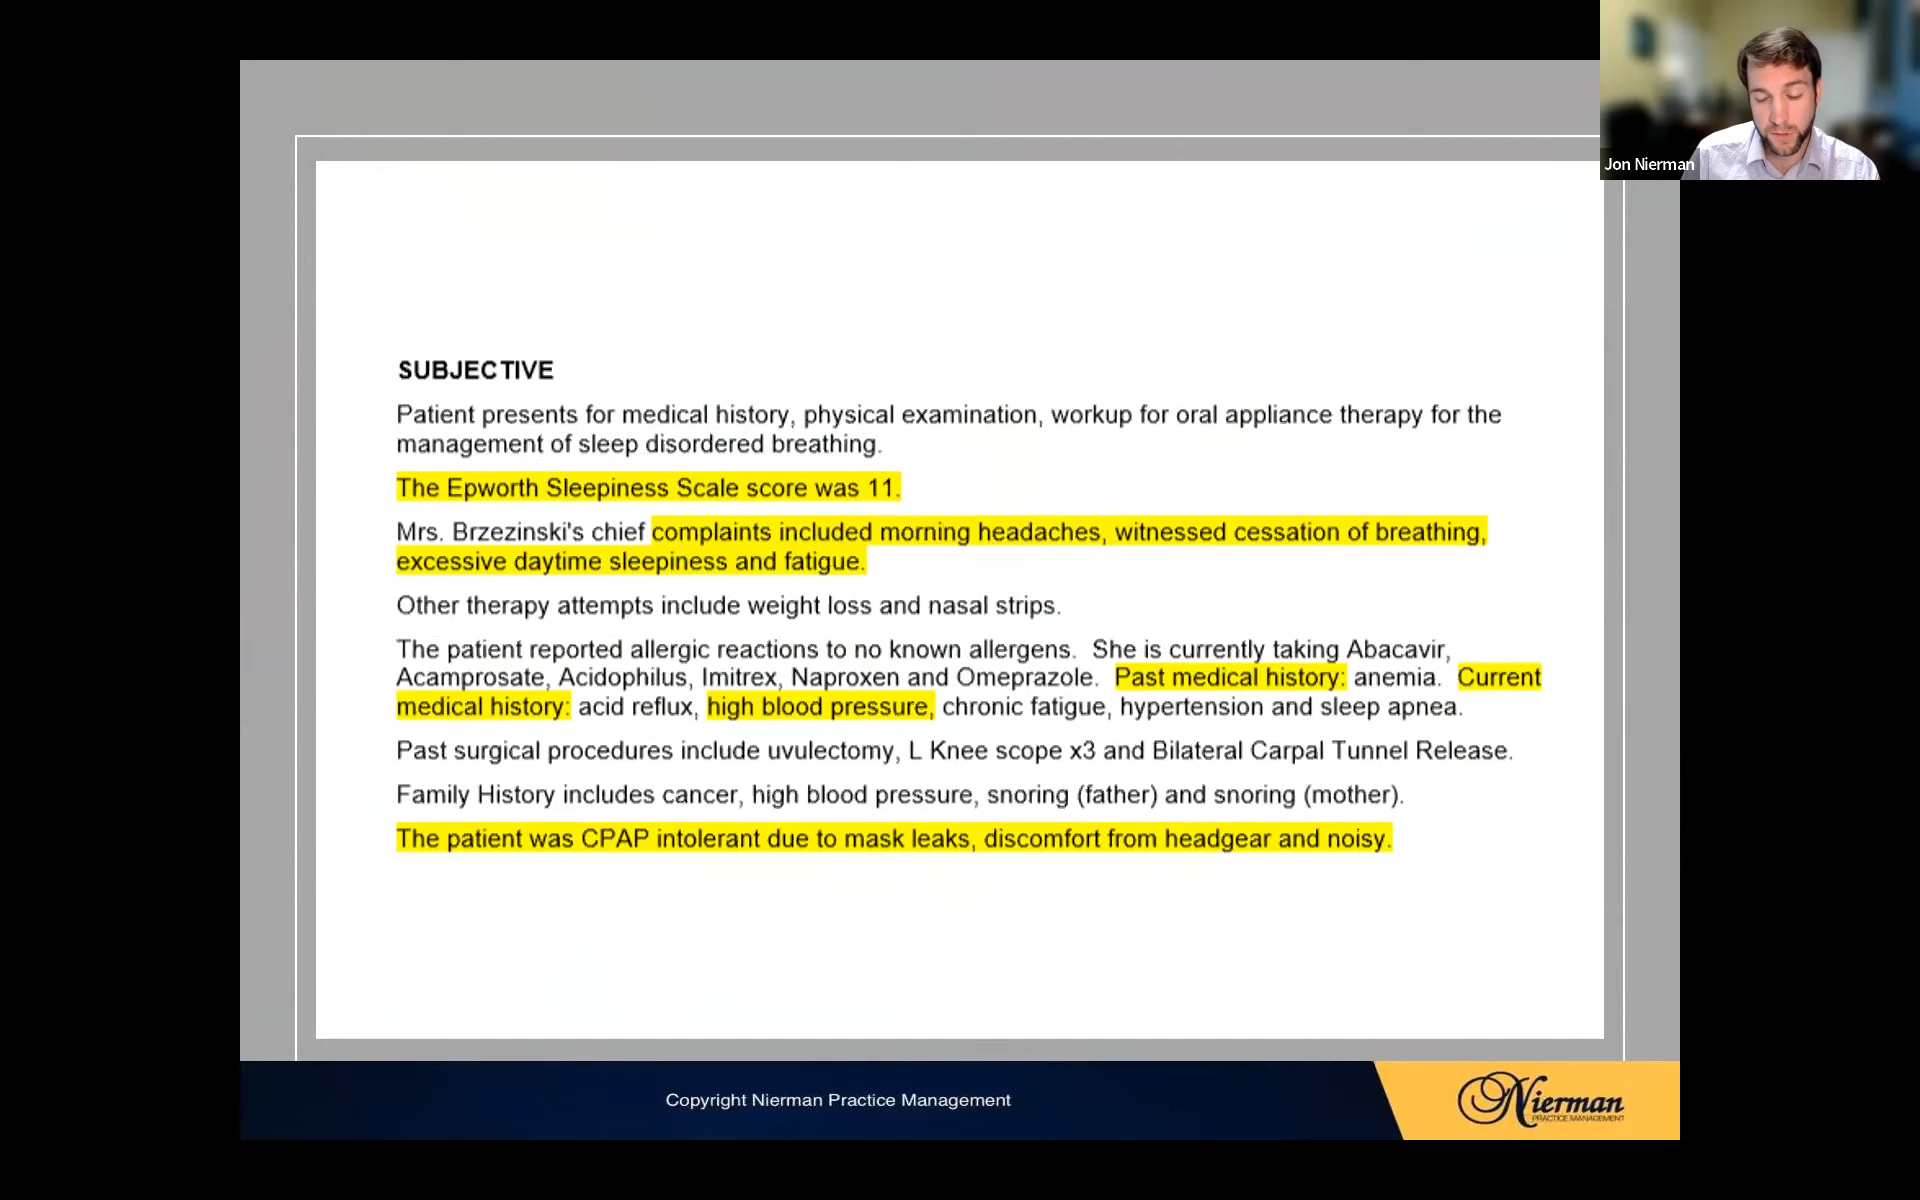 Jon Nierman
SUBJECTIVE
Patient presents for medical history, physical examination, workup for oral appliance therapy for the
management of sleep disordered breathing.
The Epworth Sleepiness Scale score was 11.
Mrs. Brzezinski's chief complaints included morning headaches, witnessed cessation of breathing,
excessive daytime sleepiness and fatigue.
Other therapy attempts include weight loss and nasal strips.
The patient reported allergic reactions to no known allergens.  She is currently taking Abacavir,
Acamprosate, Acidophilus, Imitrex, Naproxen and Omeprazole.  Past medical history: anemia.  Current
medical history: acid reflux, high blood pressure, chronic fatigue, hypertension and sleep apnea.
Past surgical procedures include uvulectomy, L Knee scope x3 and Bilateral Carpal Tunnel Release.
Family History includes cancer, high blood pressure, snoring (father) and snoring (mother).
The patient was CPAP intolerant due to mask leaks, discomfort from headgear and noisy.
Copyright Nierman Practice Management
Nierman
PRACTICE MANAGEMENT